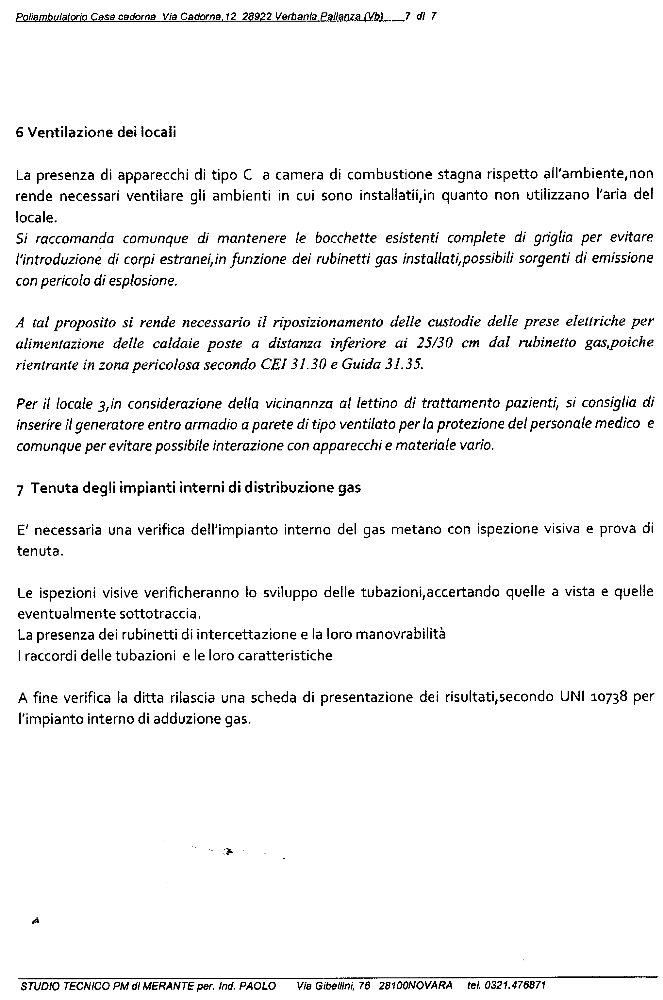 Poliambulatorio Casa cadorna Via Cadorna,12 28922 Verbania Pallanza (Vb) 7 di 7
6 Ventilazione dei locali
La presenza di apparecchi di tipo C a camera di combustione stagna rispetto all'ambiente,non
rende necessari ventilare gli ambienti in cui sono installatii,in quanto non utilizzano l'aria del
locale.
Si raccomanda comunque di mantenere le bocchette esistenti complete di griglia per evitare
l'introduzione di corpi estranei,in funzione dei rubinetti gas installati,possibili sorgenti di emissione
con pericolo di esplosione.
A tal proposito si rende necessario il riposizionamento delle custodie delle prese elettriche per
alimentazione delle caldaie poste a distanza inferiore ai 25/30 cm dal rubinetto gas,poiche
rientrante in zona pericolosa secondo CEI 31.30 e Guida 31.35.
Per il locale 3,in considerazione della vicinannza al lettino di trattamento pazienti, si consiglia di
inserire il generatore entro armadio a parete di tipo ventilato per la protezione del personale medico e
comunque per evitare possibile interazione con apparecchi e materiale vario.
7 Tenuta degli impianti interni di distribuzione gas
E' necessaria una verifica dell'impianto interno del gas metano con ispezione visiva e prova di
tenuta.
Le ispezioni visive verificheranno lo sviluppo delle tubazioni,accertando quelle a vista e quelle
eventualmente sottotraccia.
La presenza dei rubinetti di intercettazione e la loro manovrabilità
I raccordi delle tubazioni e le loro caratteristiche
A fine verifica la ditta rilascia una scheda di presentazione dei risultati,secondo UNI 10738 per
l'impianto interno di adduzione gas.
STUDIO TECNICO PM di MERANTE per. Ind. PAOLO Via Gibellini, 76 28100NOVARA tel. 0321.476871